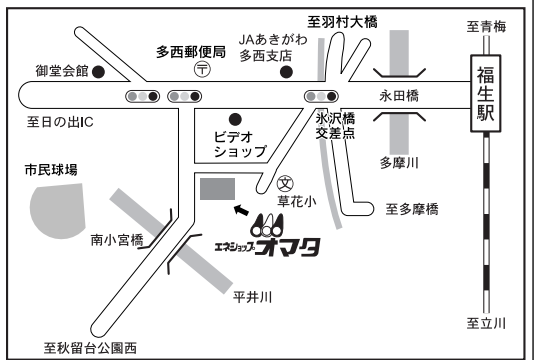 至羽村大橋
至青梅
JAあきがわ
多西支店
多西郵便局
〒
御堂会館
福生駅
永田橋
至日の出IC
氷沢橋
交差点
ビデオ
ショップ
市民球場
多摩川
文
草花小
至多摩橋
南小宮橋
エネショップオマタ
平井川
至立川
至秋留台公園西